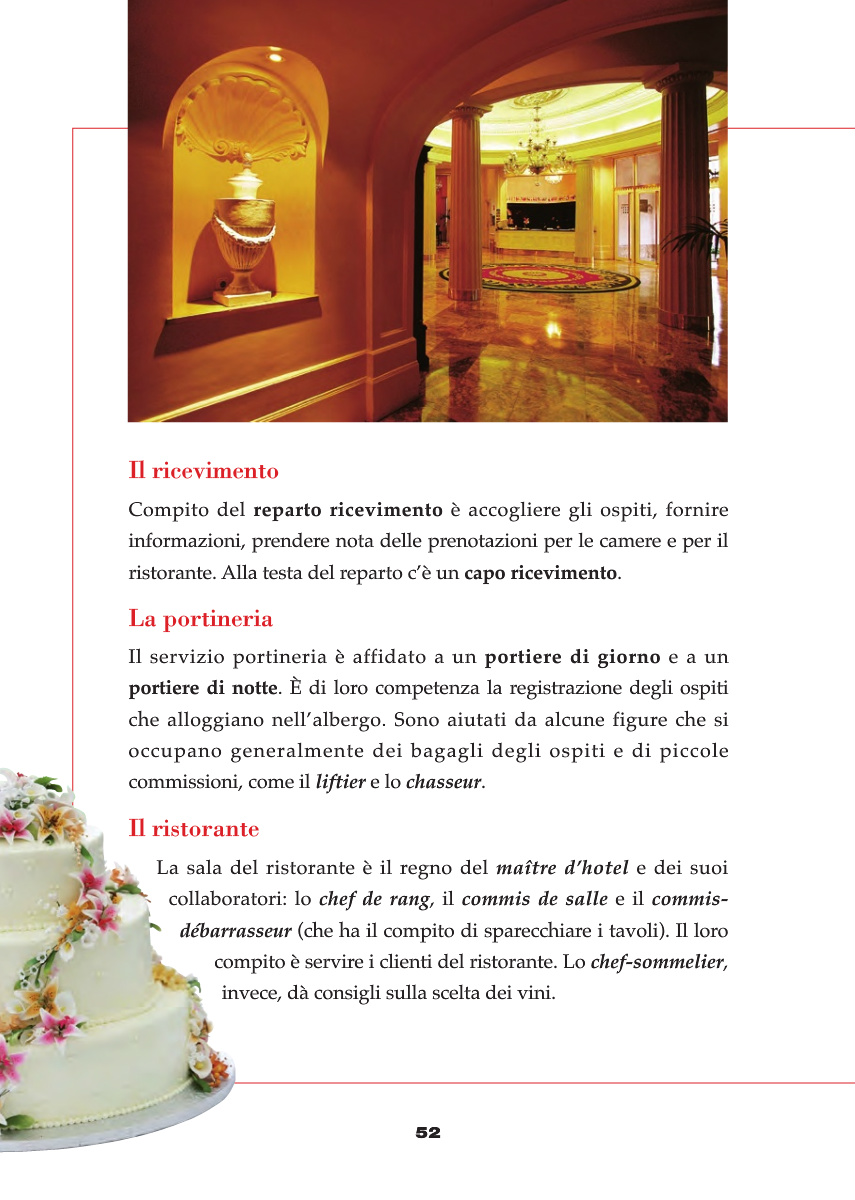 Il ricevimento
Compito del reparto ricevimento è accogliere gli ospiti, fornire
informazioni, prendere nota delle prenotazioni per le camere e per il
ristorante. Alla testa del reparto c'è un capo ricevimento.
La portineria
Il servizio portineria è affidato a un portiere di giorno e a un
portiere di notte. È di loro competenza la registrazione degli ospiti
che alloggiano nell'albergo. Sono aiutati da alcune figure che si
occupano generalmente dei bagagli degli ospiti e di piccole
commissioni, come il liftier e lo chasseur.
Il ristorante
La sala del ristorante è il regno del maître d'hotel e dei suoi
collaboratori: lo chef de rang, il commis de salle e il commis-
débarrasseur (che ha il compito di sparecchiare i tavoli). Il loro
compito è servire i clienti del ristorante. Lo chef-sommelier,
invece, dà consigli sulla scelta dei vini.
52